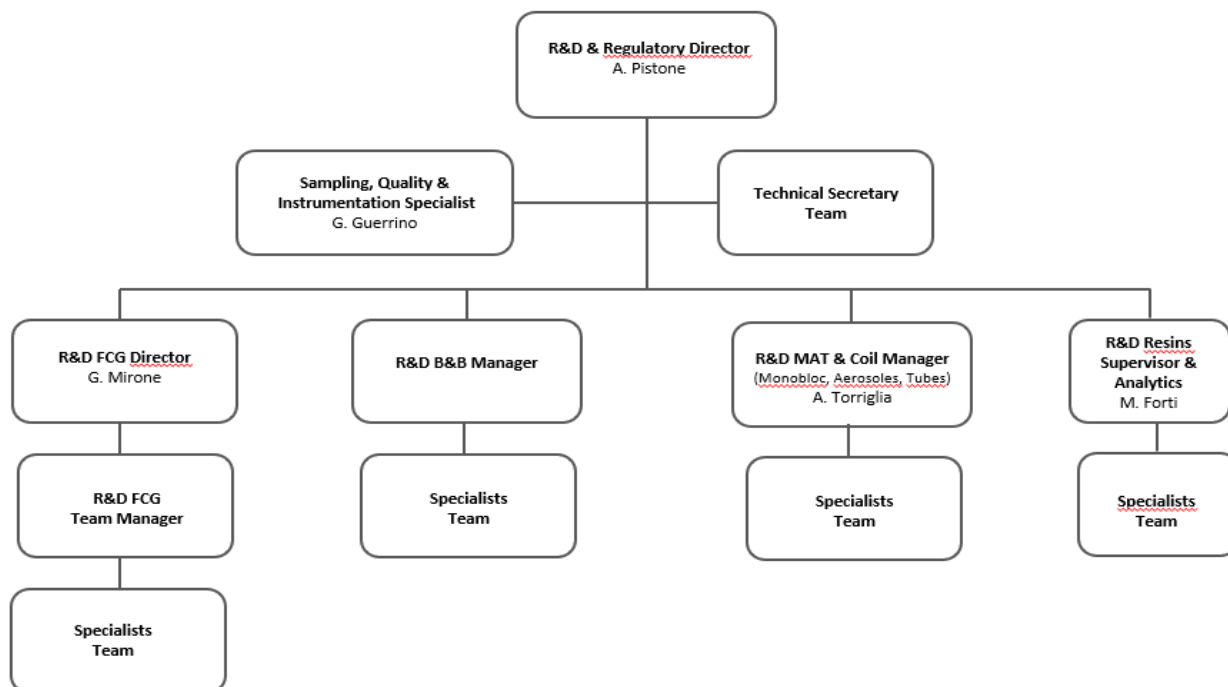 R&D & Regulatory Director
A. Pistone
Sampling, Quality &
Instrumentation Specialist
G. Guerrino
Technical Secretary
Team
R&D FCG Director
G. Mirone
R&D B&B Manager
R&D MAT & Coil Manager
(Monobloc, Aerosoles, Tubes)
A. Torriglia
R&D Resins
Supervisor &
Analytics
M. Forti
R&D FCG
Team Manager
Specialists
Team
Specialists
Team
Specialists
Team
Specialists
Team